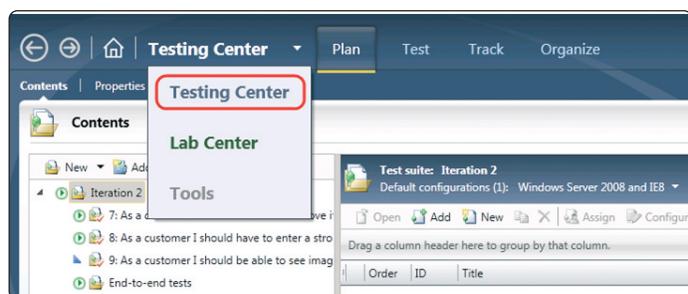 Testing Center Plan Test Track Organize
Contents | Properties
Testing Center
Lab Center
Tools
Contents
New Add
Iteration 2
7: As a
8: As a customer I should have to enter a stro
9: As a customer I should be able to see imag
End-to-end tests
Test suite: Iteration 2
Default configurations (1): Windows Server 2008 and IE8
Open Add New Assign Configur
Drag a column header here to group by that column.
Order ID Title